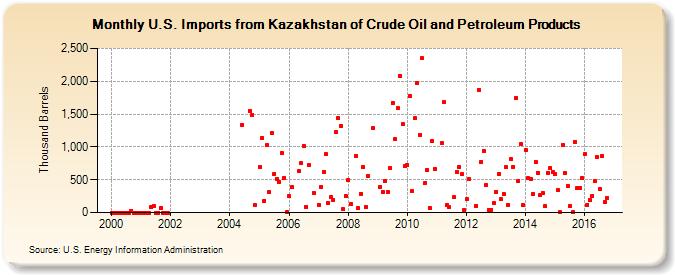 Monthly U.S. Imports from Kazakhstan of Crude Oil and Petroleum Products
Thousand Barrels
2,500
2,000
1,500
1,000
500
0
2000 2002 2004 2006 2008 2010 2012 2014 2016
Source: U.S. Energy Information Administration